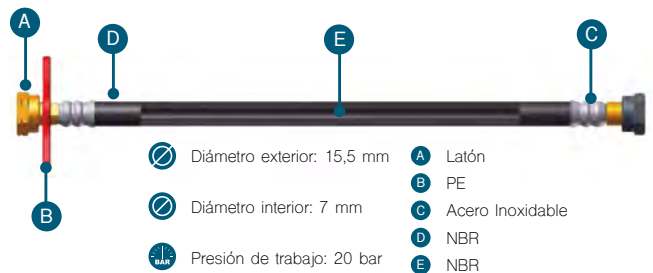 A
D
E
C
B
Diámetro exterior: 15,5 mm
Diámetro interior: 7 mm
BAR Presión de trabajo: 20 bar
A Latón
B PE
C Acero Inoxidable
D NBR
E NBR